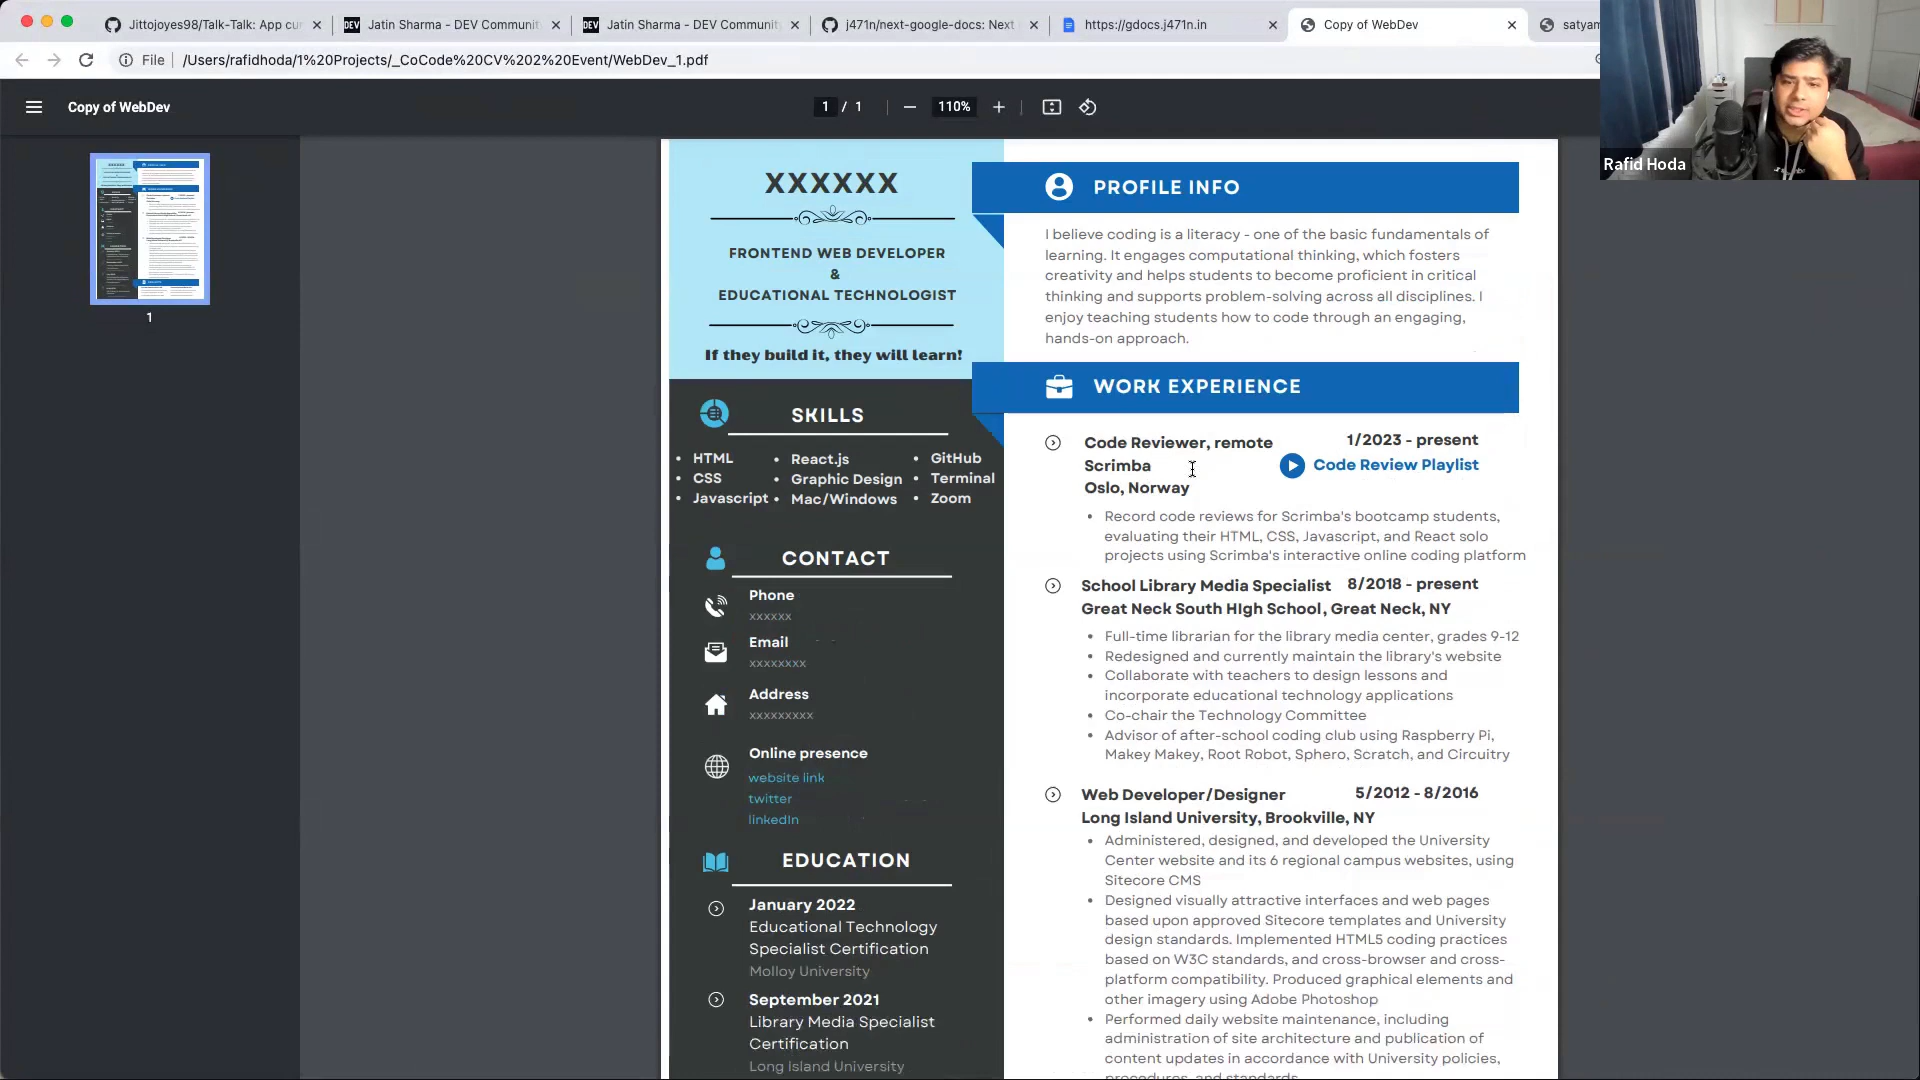 Jittojoyes98/Talk-Talk: App cu
Jatin Sharma - DEV Communit
Jatin Sharma - DEV Communit
j471n/next-google-docs: Next
https://gdocs.j471n.in
Copy of WebDev
satyam
File
/Users/rafidhoda/1%20Projects/_CoCode%20CV%202%20Event/WebDev_1.pdf
Copy of WebDev
1 / 1
110%
Rafid Hoda
1
XXXXXX
FRONTEND WEB DEVELOPER
&
EDUCATIONAL TECHNOLOGIST
If they build it, they will learn!
SKILLS
• HTML
• CSS
• Javascript
• React.js
• Graphic Design
• Mac/Windows
• GitHub
• Terminal
• Zoom
CONTACT
Phone
xxxxxx
Email
xxxxxxxx
Address
xxxxxxxxx
Online presence
website link
twitter
linkedIn
EDUCATION
January 2022
Educational Technology
Specialist Certification
Molloy University
September 2021
Library Media Specialist
Certification
Long Island University
PROFILE INFO
I believe coding is a literacy - one of the basic fundamentals of
learning. It engages computational thinking, which fosters
creativity and helps students to become proficient in critical
thinking and supports problem-solving across all disciplines. I
enjoy teaching students how to code through an engaging,
hands-on approach.
WORK EXPERIENCE
Code Reviewer, remote 1/2023 - present
Scrimba Code Review Playlist
Oslo, Norway
• Record code reviews for Scrimba's bootcamp students,
evaluating their HTML, CSS, Javascript, and React solo
projects using Scrimba's interactive online coding platform
School Library Media Specialist 8/2018 - present
Great Neck South HIgh School, Great Neck, NY
• Full-time librarian for the library media center, grades 9-12
• Redesigned and currently maintain the library's website
• Collaborate with teachers to design lessons and
incorporate educational technology applications
• Co-chair the Technology Committee
• Advisor of after-school coding club using Raspberry Pi,
Makey Makey, Root Robot, Sphero, Scratch, and Circuitry
Web Developer/Designer 5/2012 - 8/2016
Long Island University, Brookville, NY
• Administered, designed, and developed the University
Center website and its 6 regional campus websites, using
Sitecore CMS
• Designed visually attractive interfaces and web pages
based upon approved Sitecore templates and University
design standards. Implemented HTML5 coding practices
based on W3C standards, and cross-browser and cross-
platform compatibility. Produced graphical elements and
other imagery using Adobe Photoshop
• Performed daily website maintenance, including
administration of site architecture and publication of
content updates in accordance with University policies,
procedures, and standards